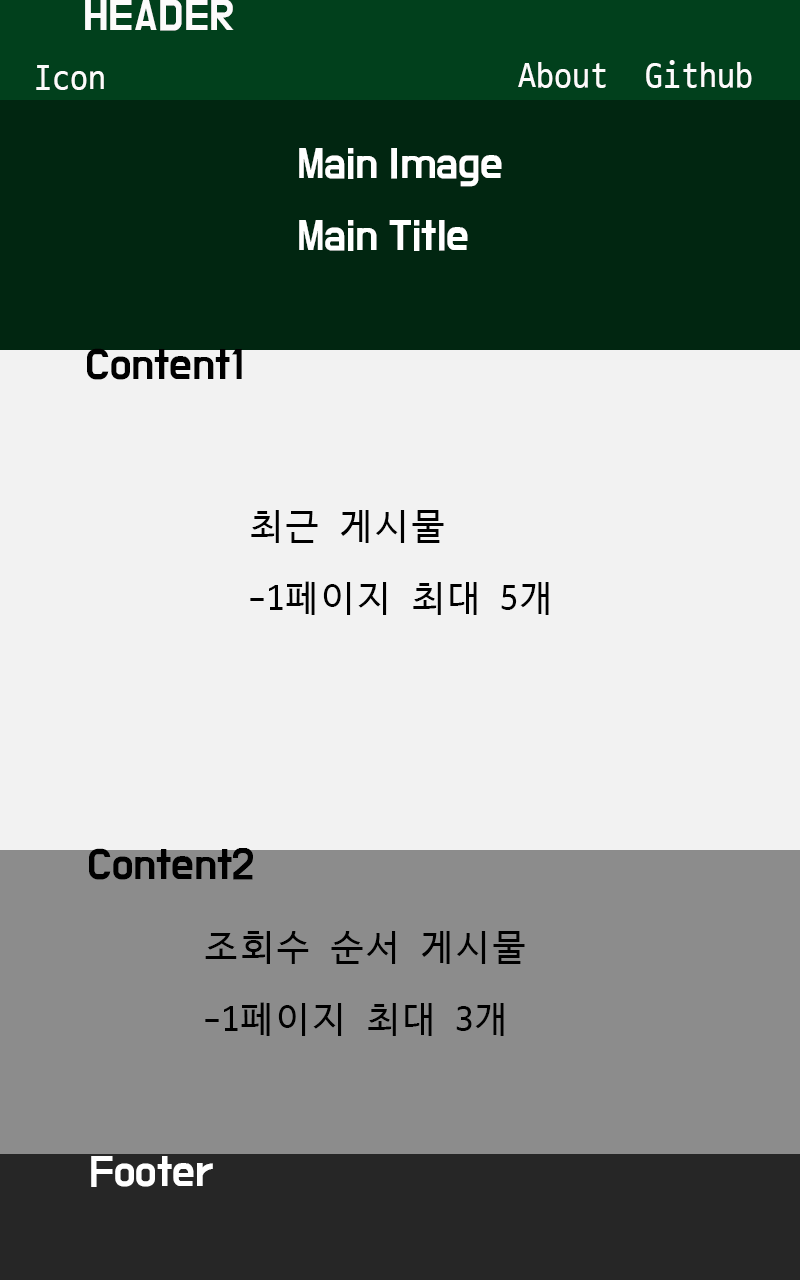 HEADER
Icon About Github
Main Image
Main Title
Content1
최근 게시물
-1페이지 최대 5개
Content2
조회수 순서 게시물
-1페이지 최대 3개
Footer